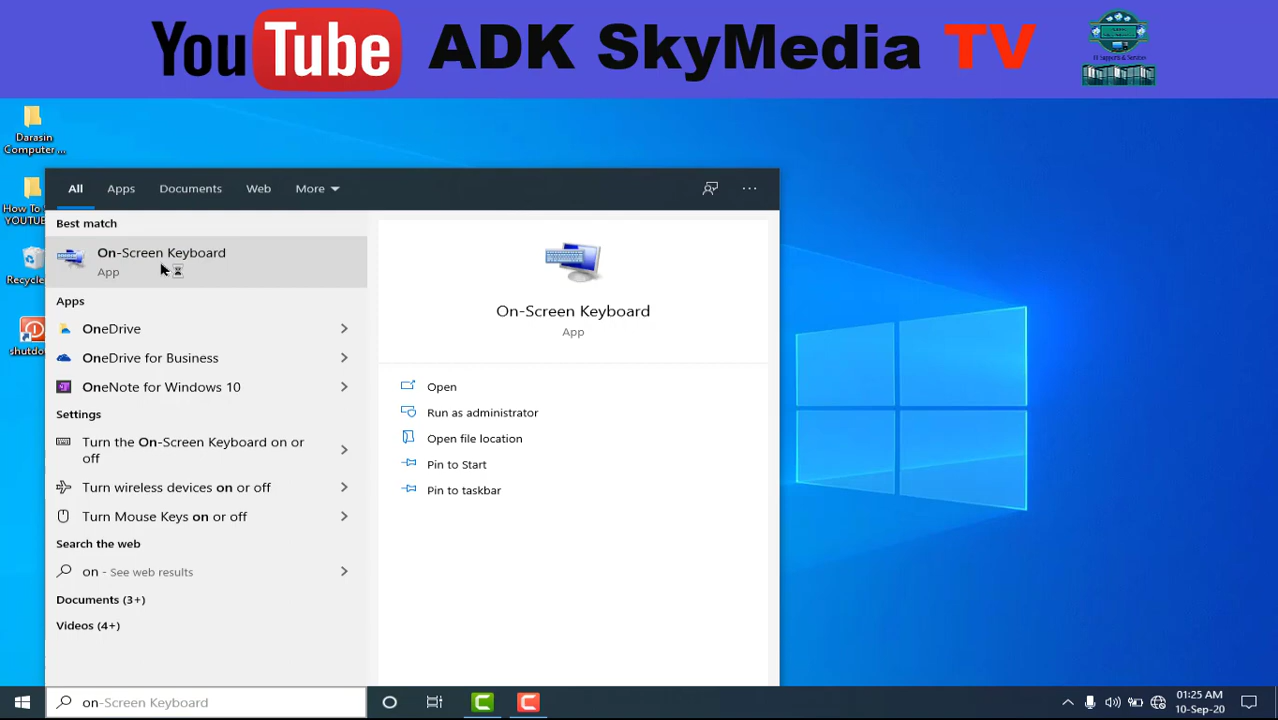 YouTube ADK SkyMedia TV
Darasin
Computer ...
How To
YOUTUBE
Recycle
shutdo
All Apps Documents Web More
Best match
On-Screen Keyboard
App
Apps
OneDrive
OneDrive for Business
OneNote for Windows 10
Settings
Turn the On-Screen Keyboard on or
off
Turn wireless devices on or off
Turn Mouse Keys on or off
Search the web
on - See web results
Documents (3+)
Videos (4+)
On-Screen Keyboard
App
Open
Run as administrator
Open file location
Pin to Start
Pin to taskbar
on-Screen Keyboard
01:25 AM
10-Sep-20